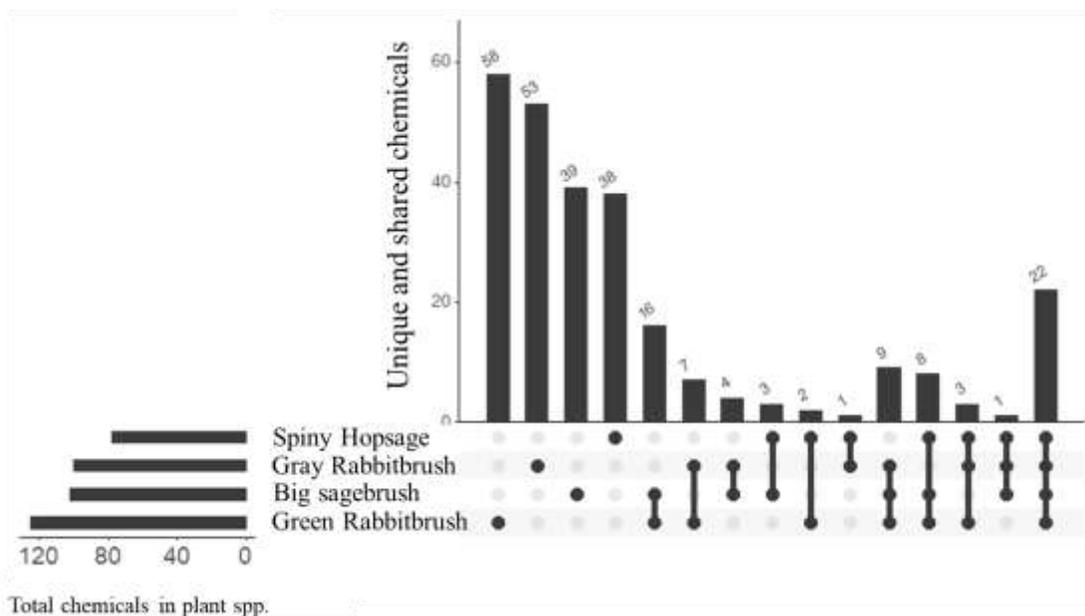 Unique and shared chemicals
60
40
20
0
58
53
39
38
16
7
4
3
2
1
9
8
3
1
22
Spiny Hopsage
Gray Rabbitbrush
Big sagebrush
Green Rabbitbrush
120 80 40 0
Total chemicals in plant spp.